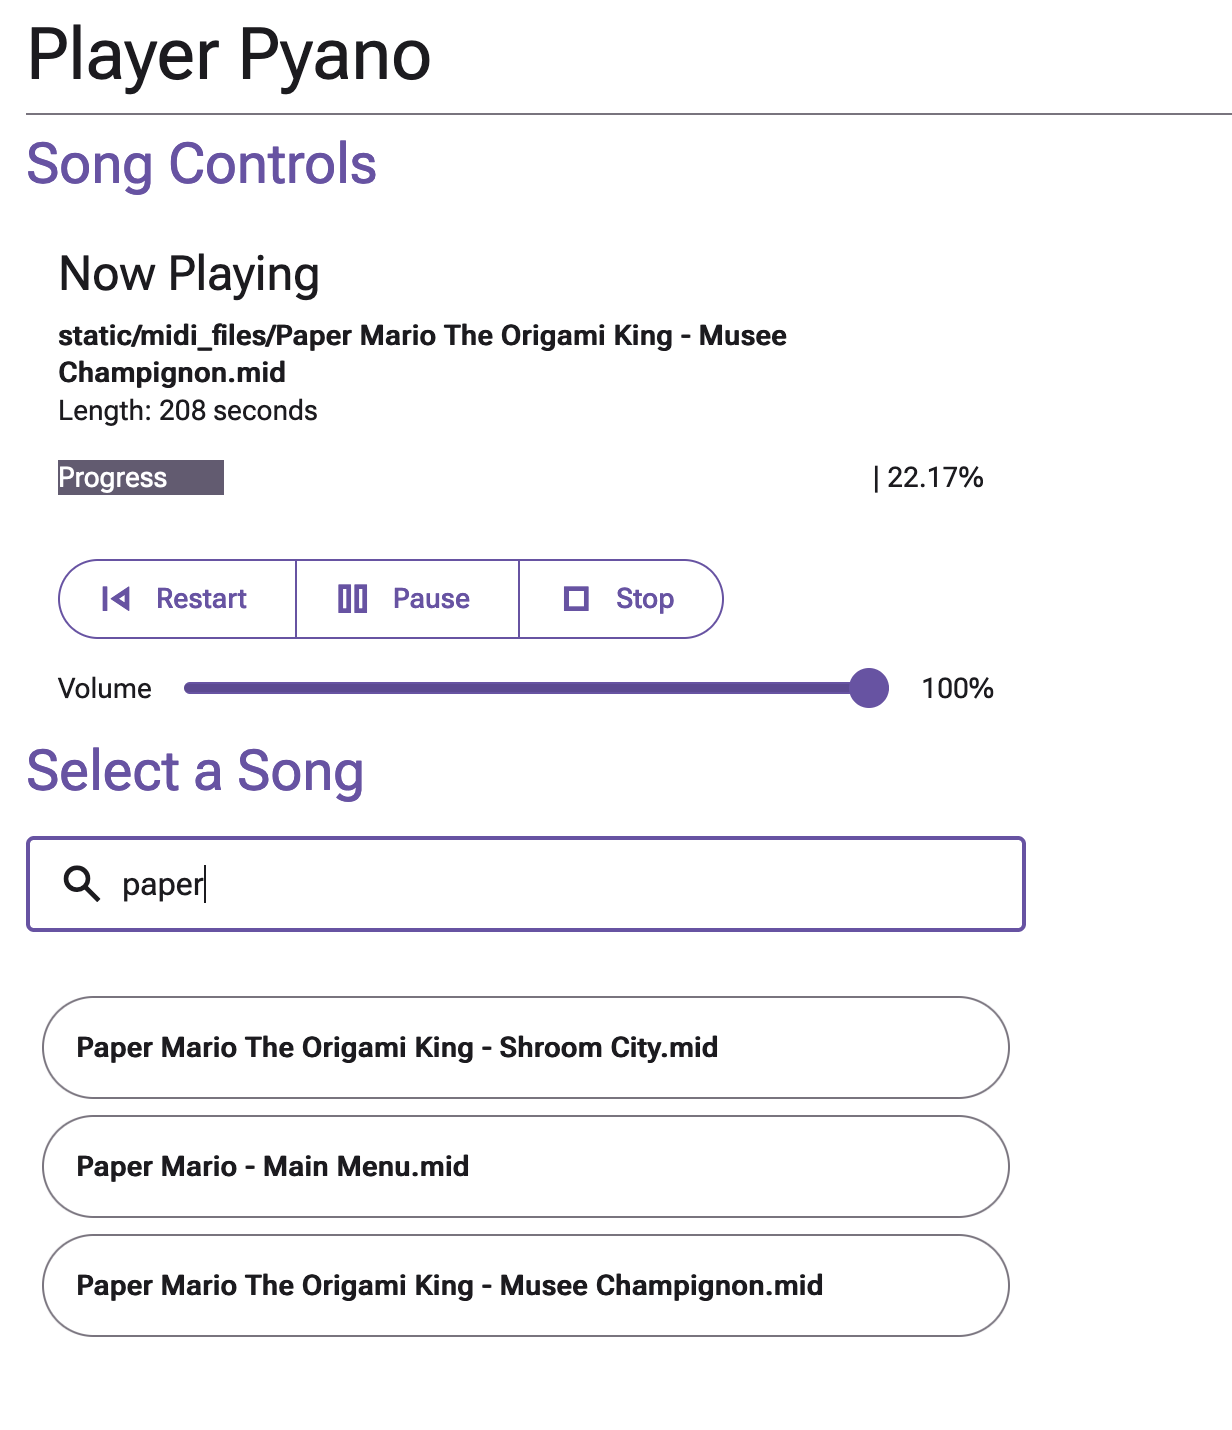 Player Pyano
Song Controls
Now Playing
static/midi_files/Paper Mario The Origami King - Musee
Champignon.mid
Length: 208 seconds
Progress | 22.17%
Restart Pause Stop
Volume 100%
Select a Song
paper
Paper Mario The Origami King - Shroom City.mid
Paper Mario - Main Menu.mid
Paper Mario The Origami King - Musee Champignon.mid